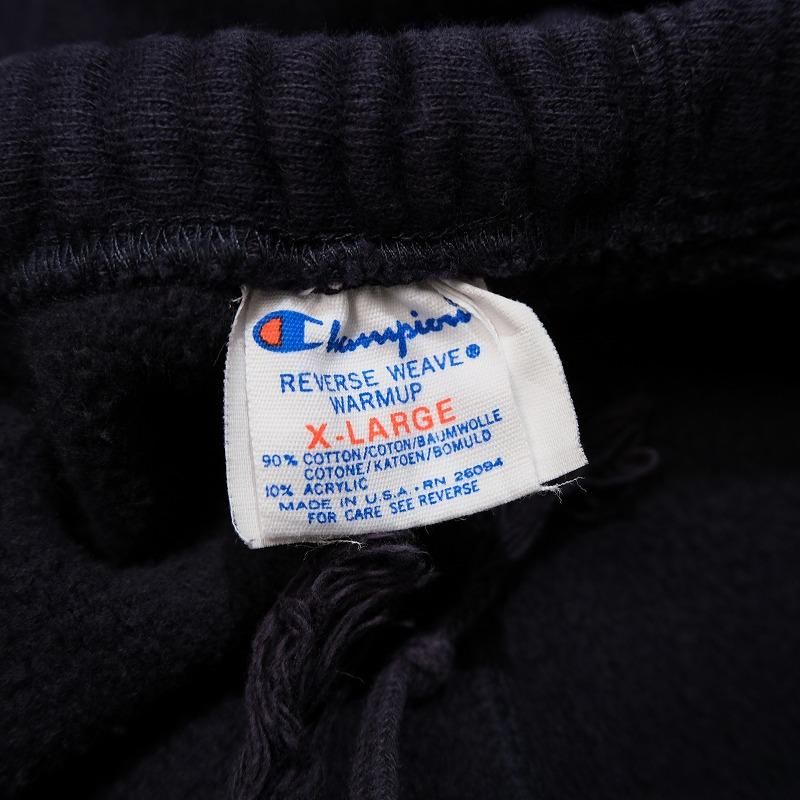 Champion
REVERSE WEAVE®
WARMUP
X-LARGE
90% COTTON/COTON/BAUMWOLLE
COTONE/KATOEN/BOMULD
10% ACRYLIC
MADE IN U.S.A. • RN 26094
FOR CARE SEE REVERSE